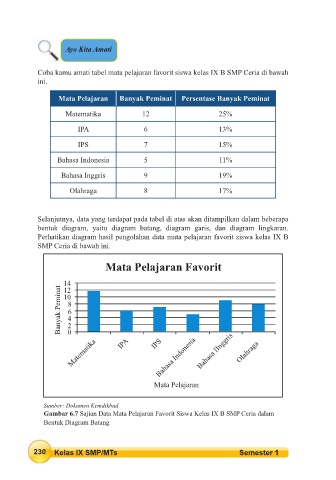 Ayo Kita Amati
Coba kamu amati tabel mata pelajaran favorit siswa kelas IX B SMP Ceria di bawah
ini.
Mata Pelajaran Banyak Peminat Persentase Banyak Peminat
Matematika 12 25%
IPA 6 13%
IPS 7 15%
Bahasa Indonesia 5 11%
Bahasa Inggris 9 19%
Olahraga 8 17%
Selanjutnya, data yang terdapat pada tabel di atas akan ditampilkan dalam beberapa
bentuk diagram, yaitu diagram batang, diagram garis, dan diagram lingkaran.
Perhatikan diagram hasil pengolahan data mata pelajaran favorit siswa kelas IX B
SMP Ceria di bawah ini.
Mata Pelajaran Favorit
Banyak Peminat
14
12
10
8
6
4
2
0
Matematika
IPA
IPS
Bahasa Indonesia
Bahasa IInggris
Olahraga
Mata Pelajaran
Sumber: Dokumen Kemdikbud
Gambar 6.7 Sajian Data Mata Pelajaran Favorit Siswa Kelas IX B SMP Ceria dalam
Bentuk Diagram Batang
230 Kelas IX SMP/MTs Semester 1